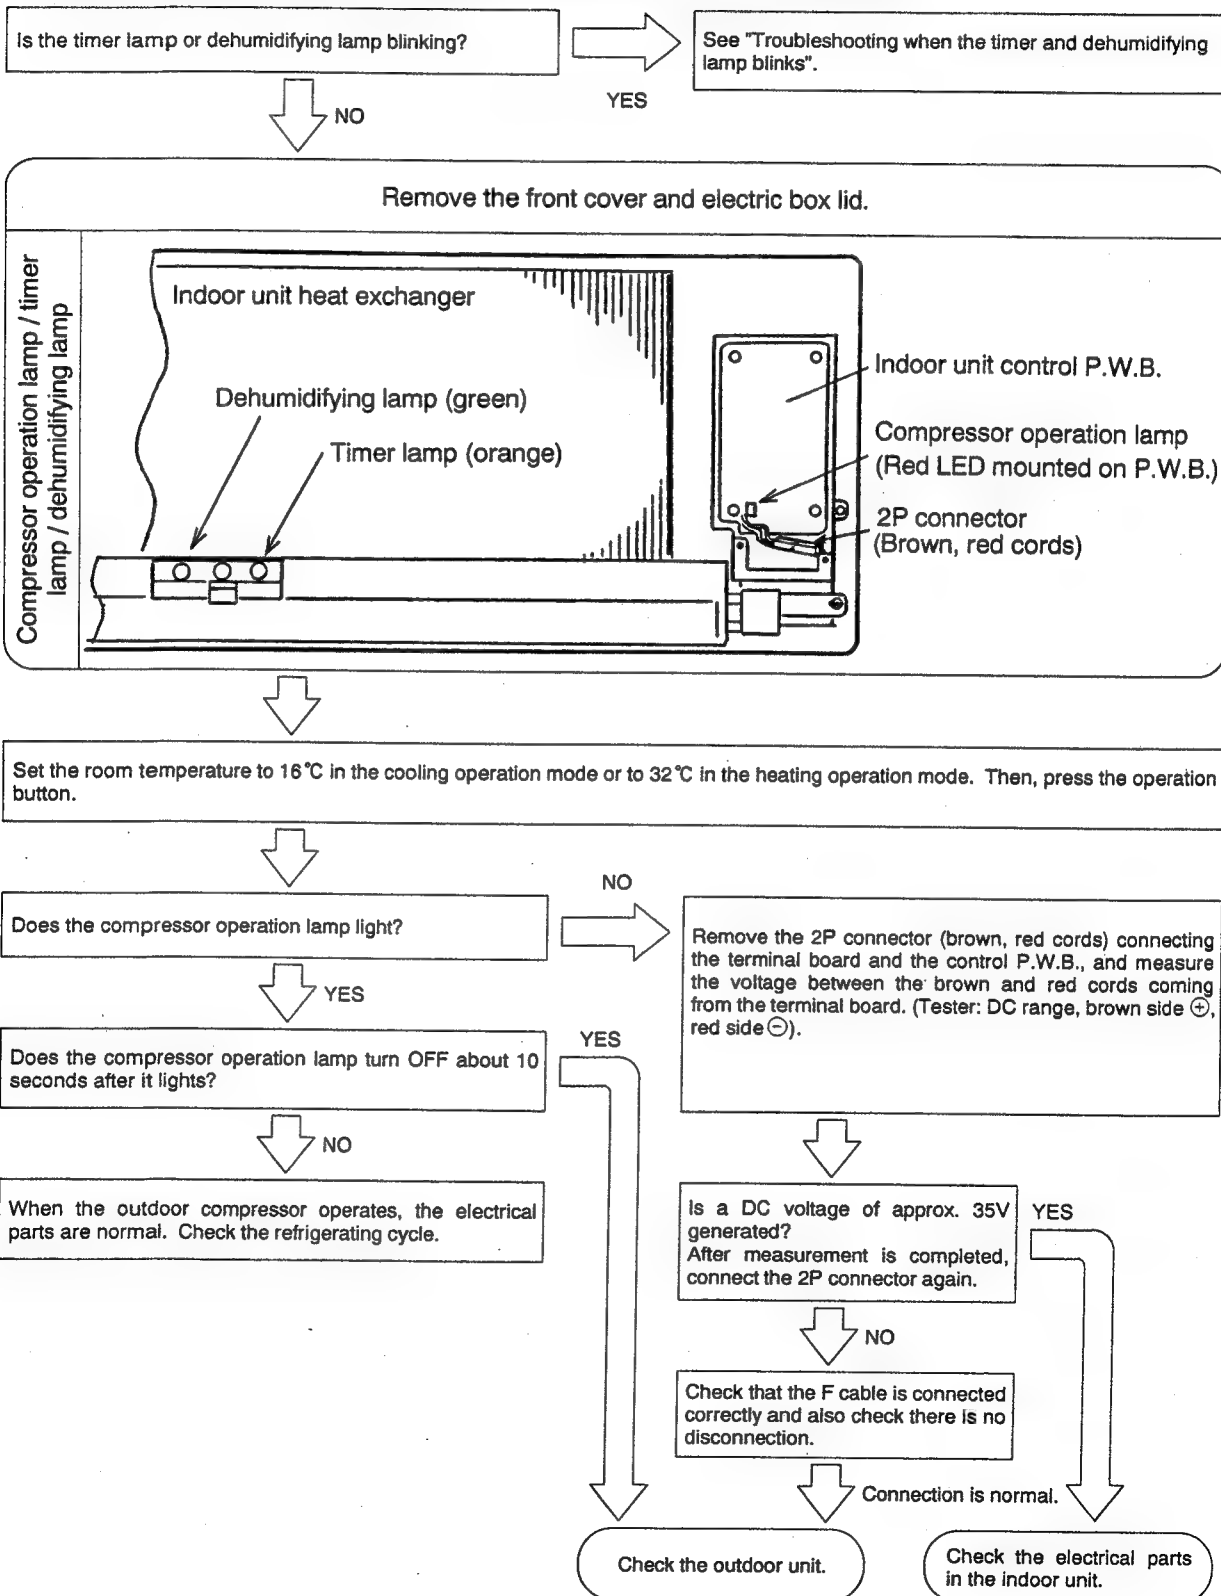 Is the timer lamp or dehumidifying lamp blinking?
YES
See "Troubleshooting when the timer and dehumidifying
lamp blinks".
NO
Remove the front cover and electric box lid.
Compressor operation lamp / timer
lamp / dehumidifying lamp
Indoor unit heat exchanger
Dehumidifying lamp (green)
Timer lamp (orange)
Indoor unit control P.W.B.
Compressor operation lamp
(Red LED mounted on P.W.B.)
2P connector
(Brown, red cords)
Set the room temperature to 16°C in the cooling operation mode or to 32°C in the heating operation mode. Then, press the operation
button.
Does the compressor operation lamp light?
NO
Remove the 2P connector (brown, red cords) connecting
the terminal board and the control P.W.B., and measure
the voltage between the brown and red cords coming
from the terminal board. (Tester: DC range, brown side ⊕,
red side ⊖).
YES
Does the compressor operation lamp turn OFF about 10
seconds after it lights?
YES
NO
When the outdoor compressor operates, the electrical
parts are normal. Check the refrigerating cycle.
Is a DC voltage of approx. 35V
generated?
After measurement is completed,
connect the 2P connector again.
YES
NO
Check that the F cable is connected
correctly and also check there is no
disconnection.
Connection is normal.
Check the outdoor unit.
Check the electrical parts
in the indoor unit.